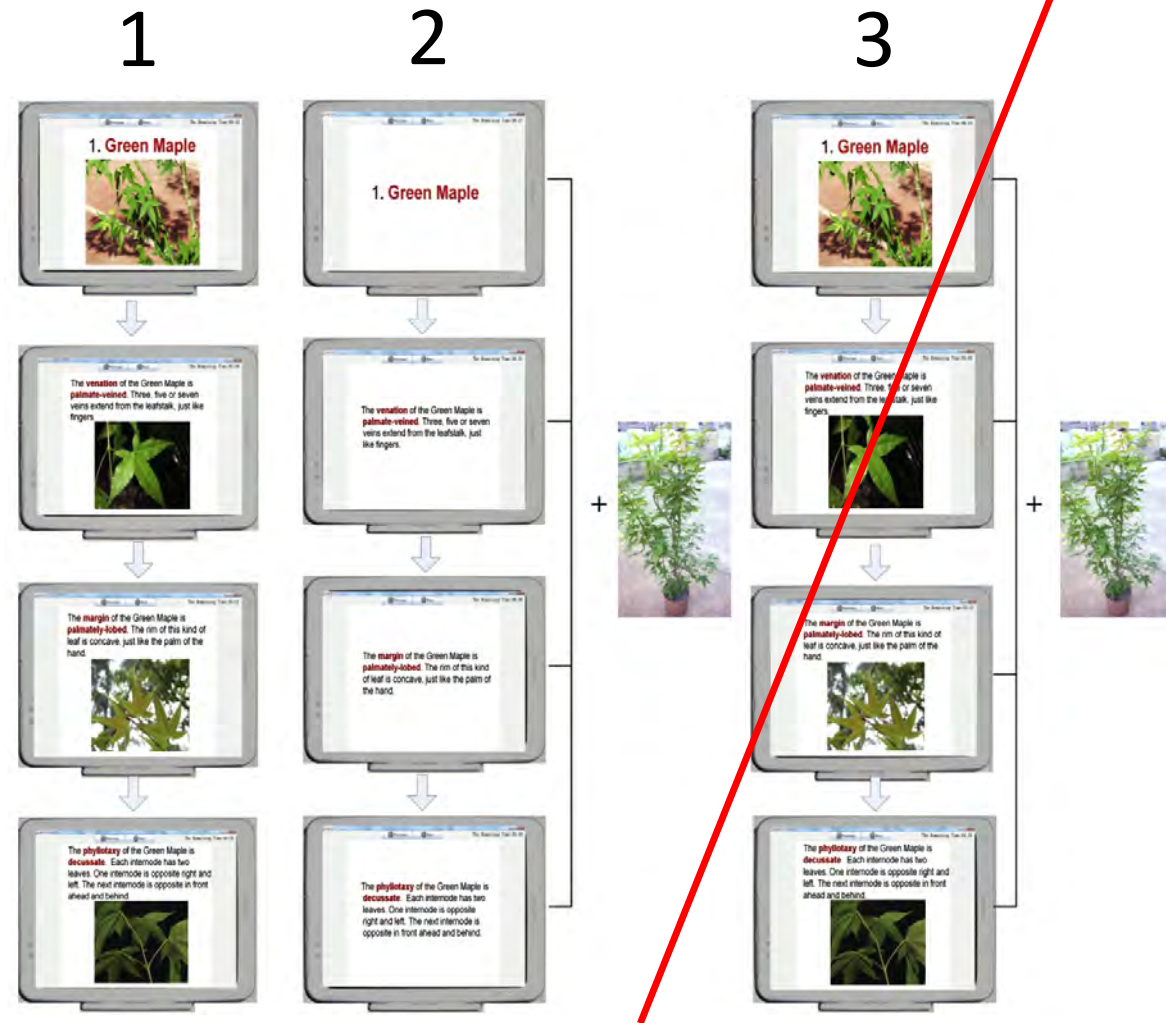 1
2
3
1. Green Maple
The venation of the Green Maple is
palmate-veined. Three, five or seven
veins extend from the leafstalk, just like
fingers.
The margin of the Green Maple is
palmately-lobed. The rim of this kind of
leaf is concave, just like the palm of the
hand.
The phyllotaxy of the Green Maple is
decussate. Each internode has two
leaves. One internode is opposite right and
left. The next internode is opposite in front
ahead and behind.
1. Green Maple
The venation of the Green Maple is
palmate-veined. Three, five or seven
veins extend from the leafstalk, just
like fingers.
The margin of the Green Maple is
palmately-lobed. The rim of this kind
of leaf is concave, just like the palm of
the hand.
The phyllotaxy of the Green Maple is
decussate. Each internode has two
leaves. One internode is opposite
right and left. The next internode is
opposite in front ahead and behind.
+
1. Green Maple
The venation of the Green Maple is
palmate-veined. Three, five or seven
veins extend from the leafstalk, just like
fingers.
The margin of the Green Maple is
palmately-lobed. The rim of this kind of
leaf is concave, just like the palm of the
hand.
The phyllotaxy of the Green Maple is
decussate. Each internode has two
leaves. One internode is opposite right and
left. The next internode is opposite in front
ahead and behind.
+